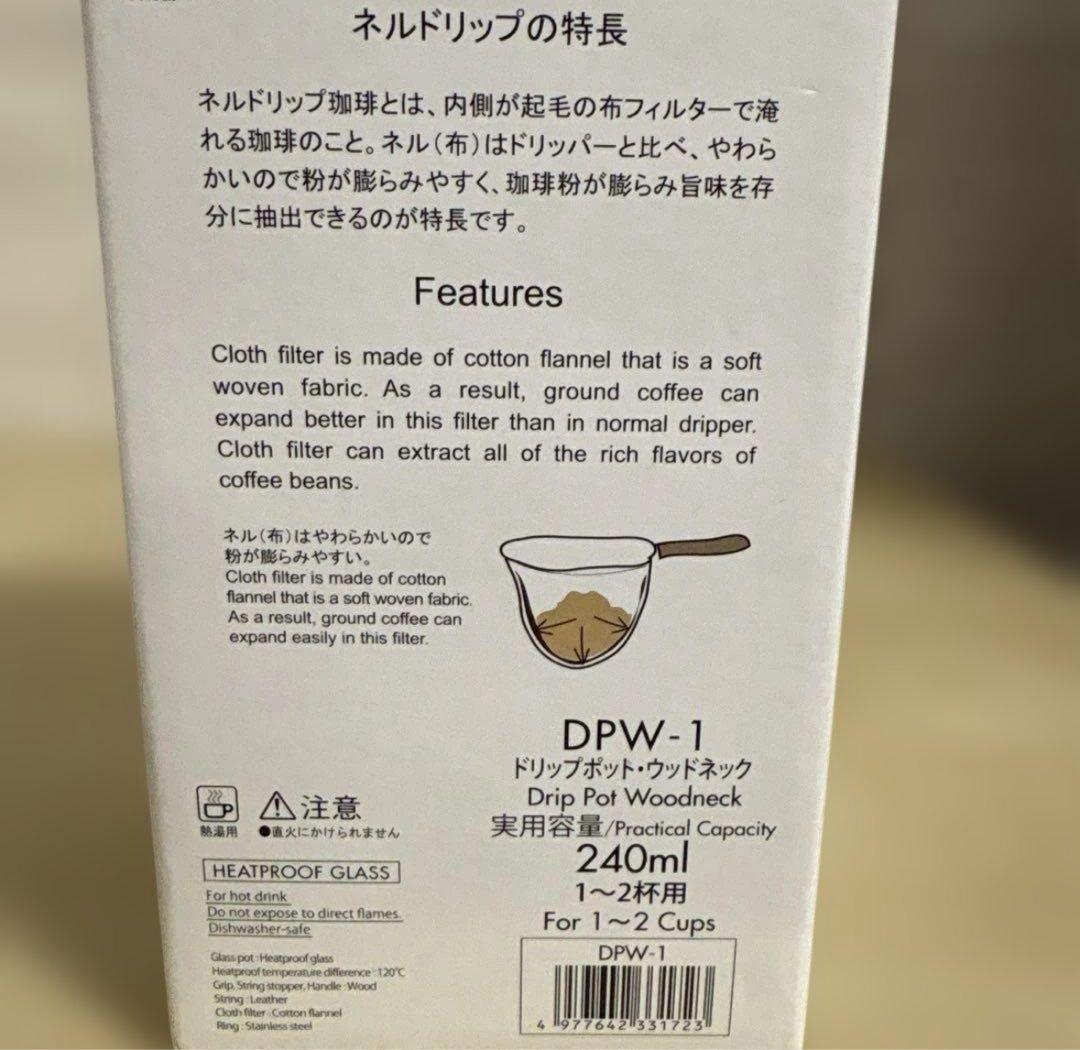 ネルドリップの特長
ネルドリップ珈琲とは、内側が起毛の布フィルターで淹
れる珈琲のこと。ネル(布)はドリッパーと比べ、やわら
かいので粉が膨らみやすく、珈琲粉が膨らみ旨味を存
分に抽出できるのが特長です。
Features
Cloth filter is made of cotton flannel that is a soft
woven fabric. As a result, ground coffee can
expand better in this filter than in normal dripper.
Cloth filter can extract all of the rich flavors of
coffee beans.
ネル(布)はやわらかいので
粉が膨らみやすい。
Cloth filter is made of cotton
flannel that is a soft woven fabric.
As a result, ground coffee can
expand easily in this filter.
DPW-1
ドリップポット・ウッドネック
Drip Pot Woodneck
実用容量/Practical Capacity
240ml
1〜2杯用
For 1〜2 Cups
DPW-1
4 977642 331723
熱湯用
注意
●直火にかけられません
HEATPROOF GLASS
For hot drink
Do not expose to direct flames.
Dishwasher-safe
Glass pot : Heatproof glass
Heatproof temperature difference : 120℃
Grip, String stopper, Handle : Wood
String : Leather
Cloth filter : Cotton flannel
Ring : Stainless steel